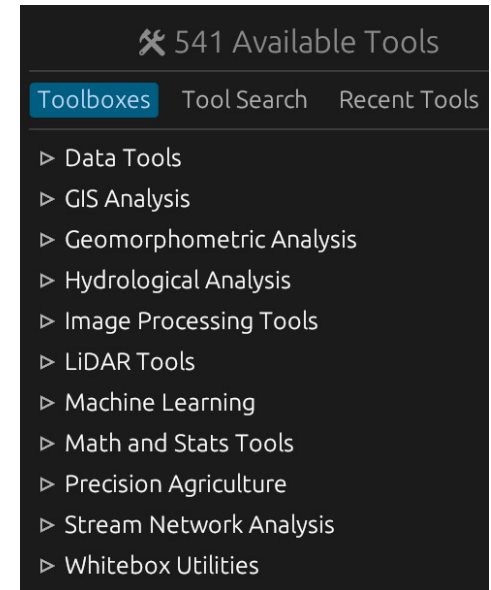 541 Available Tools
Toolboxes Tool Search Recent Tools
Data Tools
GIS Analysis
Geomorphometric Analysis
Hydrological Analysis
Image Processing Tools
LiDAR Tools
Machine Learning
Math and Stats Tools
Precision Agriculture
Stream Network Analysis
Whitebox Utilities